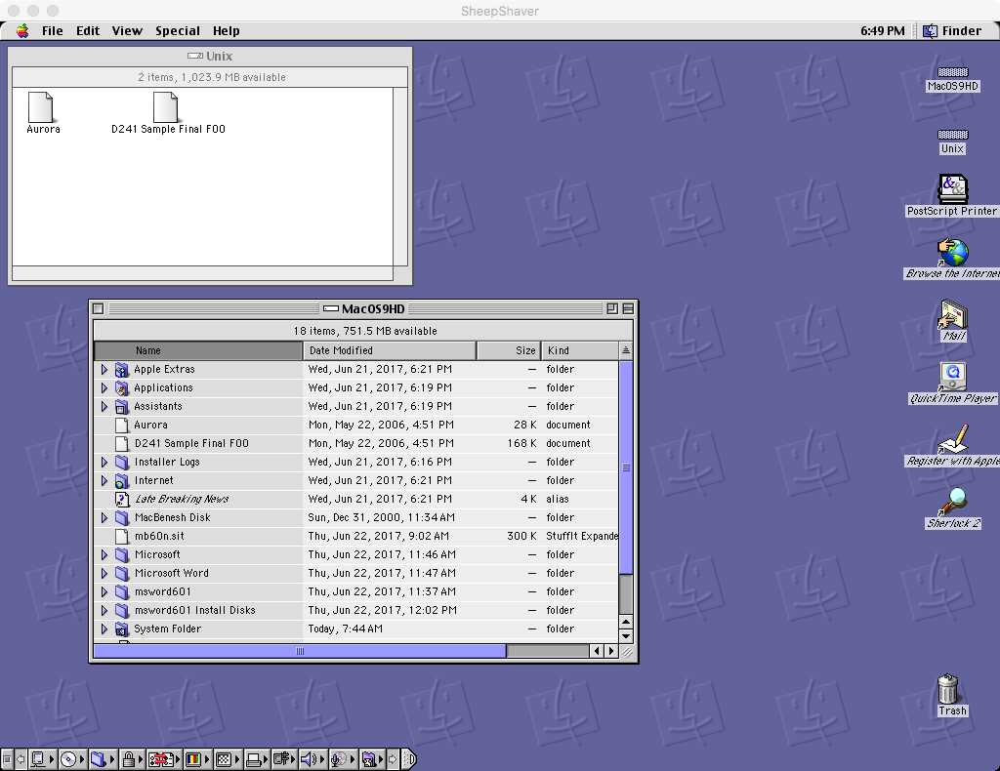 SheepShaver
File Edit View Special Help 6:49 PM Finder
Unix
2 items, 1,023.9 MB available
Aurora
D241 Sample Final F00
MacOS9HD
Unix
PostScript Printer
Browse the Internet
Mail
QuickTime Player
Register with Apple
Sherlock 2
Trash
MacOS9HD
18 items, 751.5 MB available
Name Date Modified Size Kind
Apple Extras Wed, Jun 21, 2017, 6:21 PM — folder
Applications Wed, Jun 21, 2017, 6:19 PM — folder
Assistants Wed, Jun 21, 2017, 6:19 PM — folder
Aurora Mon, May 22, 2006, 4:51 PM 28 K document
D241 Sample Final F00 Mon, May 22, 2006, 4:51 PM 168 K document
Installer Logs Wed, Jun 21, 2017, 6:16 PM — folder
Internet Wed, Jun 21, 2017, 6:21 PM — folder
Late Breaking News Wed, Jun 21, 2017, 6:21 PM 4 K alias
MacBenesh Disk Sun, Dec 31, 2000, 11:34 AM — folder
mb60n.sit Thu, Jun 22, 2017, 9:02 AM 300 K StuffIt Expande
Microsoft Thu, Jun 22, 2017, 11:46 AM — folder
Microsoft Word Thu, Jun 22, 2017, 11:47 AM — folder
msword601 Thu, Jun 22, 2017, 11:37 AM — folder
msword601 Install Disks Thu, Jun 22, 2017, 12:02 PM — folder
System Folder Today, 7:44 AM — folder